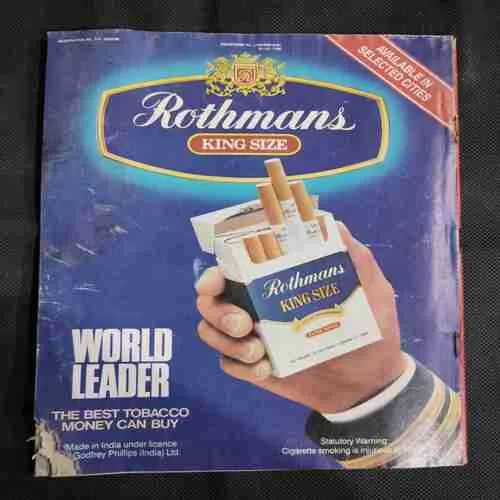 AVAILABLE IN
SELECTED CITIES
Rothmans
KING SIZE
Rothmans
KING SIZE
WORLD
LEADER
THE BEST TOBACCO
MONEY CAN BUY
Made in India under licence
Godfrey Phillips (India) Ltd.
Statutory Warning
Cigarette smoking is